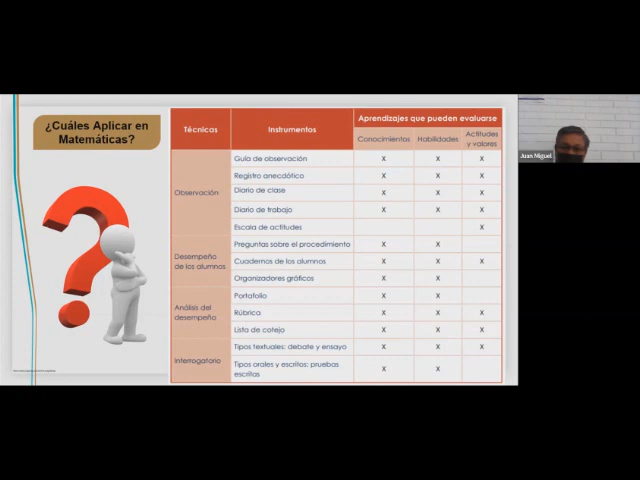 ¿Cuáles Aplicar en
Matemáticas?
Técnicas
Instrumentos
Aprendizajes que pueden evaluarse
Conocimientos
Habilidades
Actitudes
y valores
Observación
Guía de observación X X X
Registro anecdótico X X X
Diario de clase X X X
Diario de trabajo X X X
Escala de actitudes X
Desempeño
de los alumnos
Preguntas sobre el procedimiento X X
Cuadernos de los alumnos X X X
Organizadores gráficos X X
Análisis del
desempeño
Portafolio X X
Rúbrica X X X
Lista de cotejo X X X
Interrogatorio
Tipos textuales: debate y ensayo X X X
Tipos orales y escritos: pruebas
escritas X X
Juan Miguel